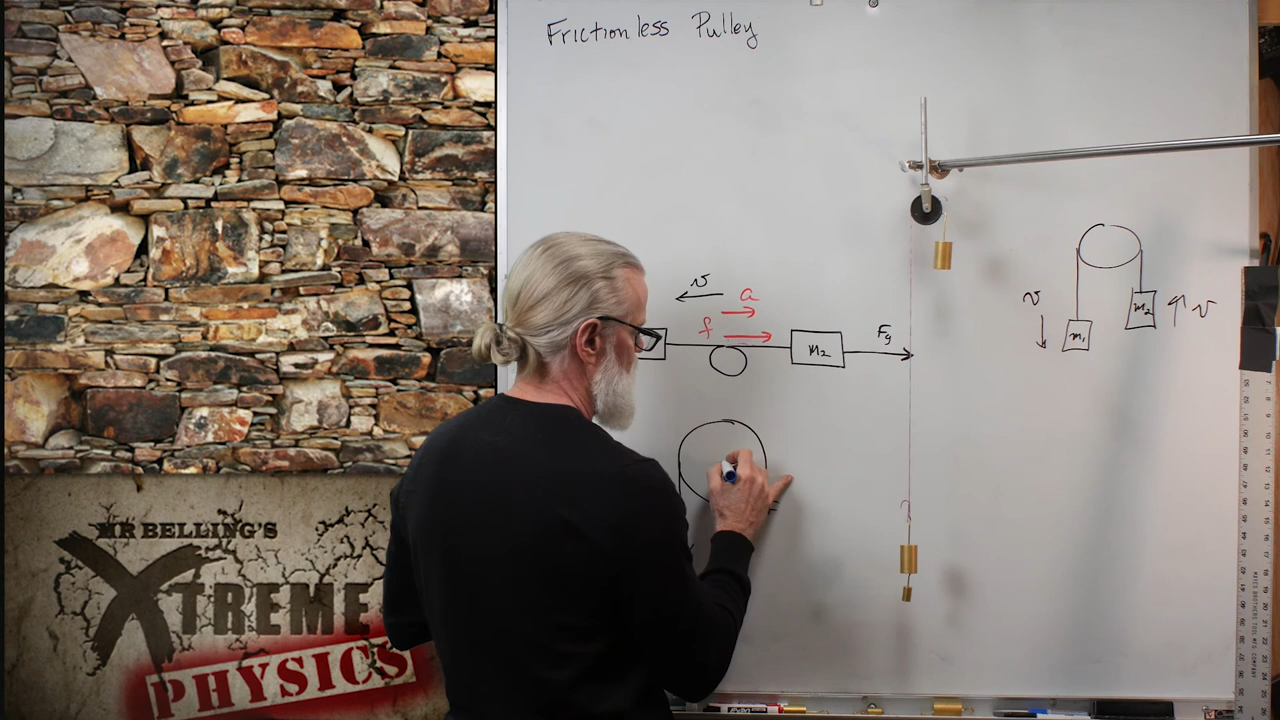 Frictionless Pulley
v
a
f
m₂
Fg
v
m₁
m₂
v
MR BELLING'S
XTREME
PHYSICS